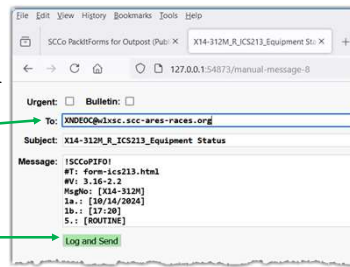 File Edit View History Bookmarks Tools Help
SCCo PacketForms for Outpost (Pub: × X14-312M_R_ICS213_Equipment Sta × +
127.0.0.1:54873/manual-message-8
Urgent: Bulletin:
To: XNDEOC@w1xsc.scc-ares-races.org
Subject: X14-312M_R_ICS213_Equipment Status
Message: !SCCoPIFO!
#T: form-ics213.html
#V: 3.16-2.2
MsgNo: [X14-312M]
1a.: [10/14/2024]
1b.: [17:20]
5.: [ROUTINE]
Log and Send